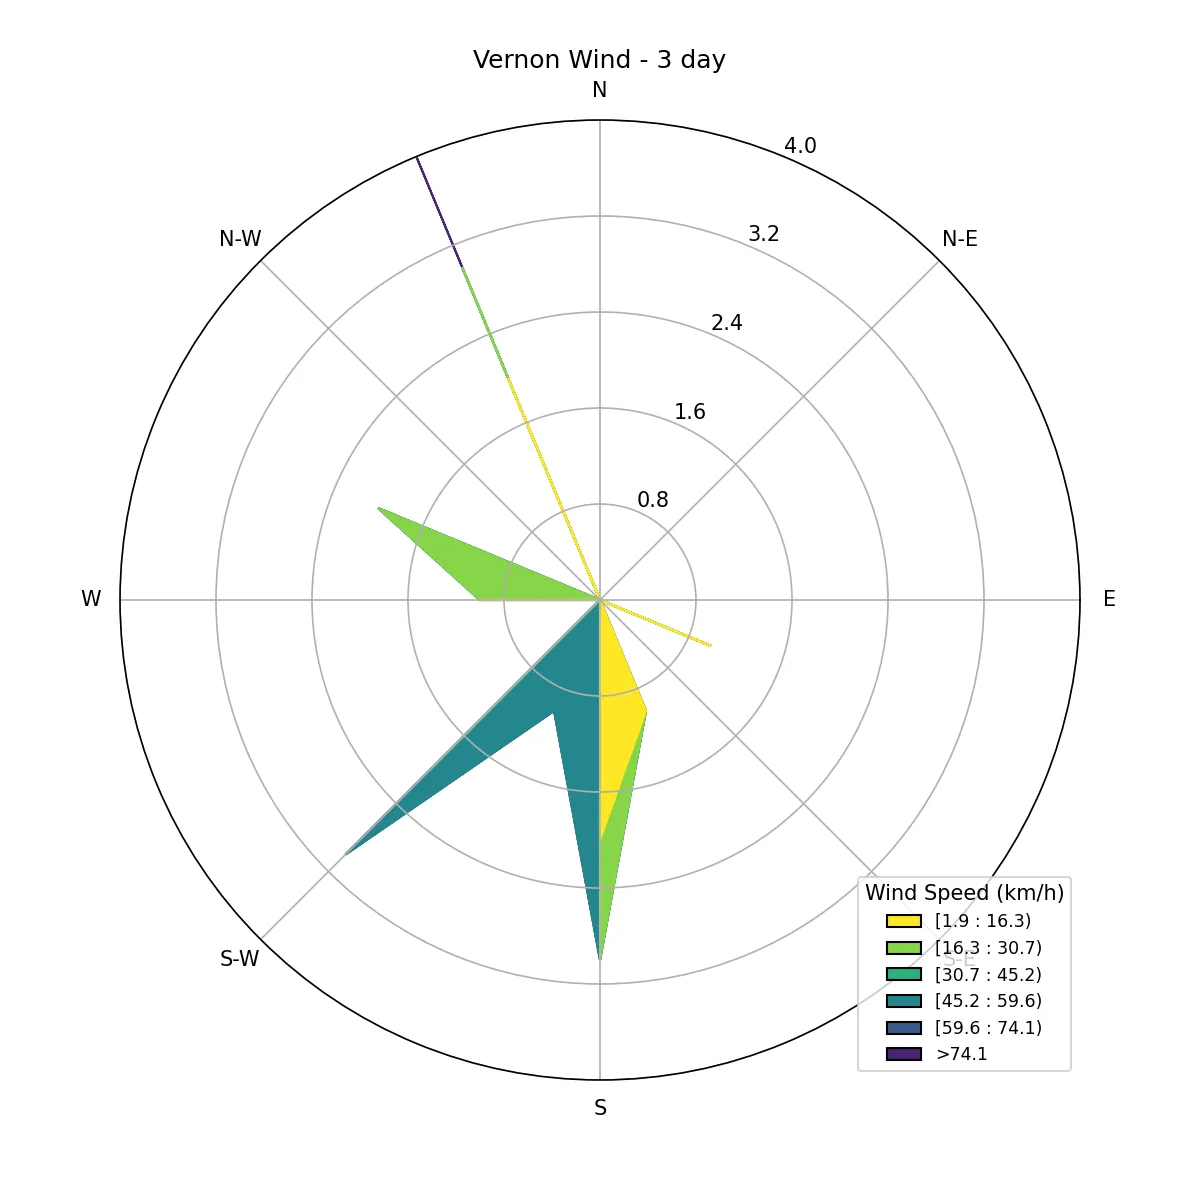 Vernon Wind - 3 day
N
4.0
N-W
3.2
N-E
2.4
1.6
0.8
W
E
S-W
S-E
S
Wind Speed (km/h)
[1.9 : 16.3)
[16.3 : 30.7)
[30.7 : 45.2)
[45.2 : 59.6)
[59.6 : 74.1)
>74.1